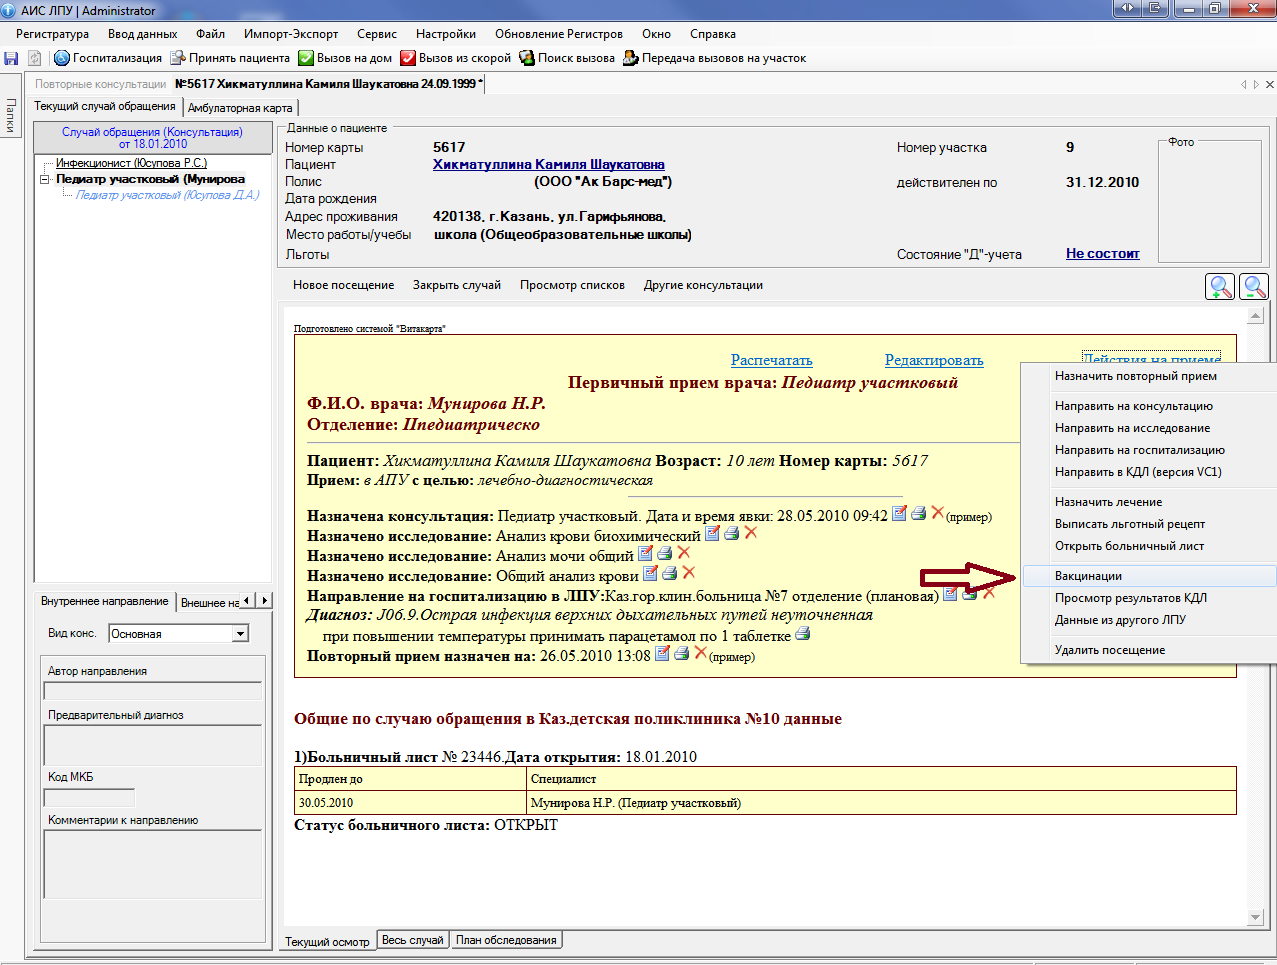 АИС ЛПУ | Administrator
Регистратура Ввод данных Файл Импорт-Экспорт Сервис Настройки Обновление Регистров Окно Справка
Госпитализация Принять пациента Вызов на дом Вызов из скорой Поиск вызова Передача вызовов на участок
Папки
Повторные консультации №5617 Хикматуллина Камиля Шаукатовна 24.09.1999 *
Текущий случай обращения Амбулаторная карта
Случай обращения (Консультация)
от 18.01.2010
Инфекционист (Юсупова Р.С.)
Педиатр участковый (Мунирова
Педиатр участковый (Юсупова Д.А.)
Данные о пациенте
Номер карты 5617 Номер участка 9
Пациент Хикматуллина Камиля Шаукатовна
Полис (ООО "Ак Барс-мед") действителен по 31.12.2010
Дата рождения
Адрес проживания 420138, г.Казань, ул.Гарифьянова,
Место работы/учебы школа (Общеобразовательные школы)
Льготы Состояние "Д"-учета Не состоит
Фото
Новое посещение Закрыть случай Просмотр списков Другие консультации
Подготовлено системой "Витакарта"
Распечатать Редактировать Действия на приеме
Первичный прием врача: Педиатр участковый
Ф.И.О. врача: Мунирова Н.Р.
Отделение: Ппедиатрическо
Пациент: Хикматуллина Камиля Шаукатовна Возраст: 10 лет Номер карты: 5617
Прием: в АПУ с целью: лечебно-диагностическая
Назначена консультация: Педиатр участковый. Дата и время явки: 28.05.2010 09:42 (пример)
Назначено исследование: Анализ крови биохимический
Назначено исследование: Анализ мочи общий
Назначено исследование: Общий анализ крови
Направление на госпитализацию в ЛПУ:Каз.гор.клин.больница №7 отделение (плановая)
Диагноз: J06.9.Острая инфекция верхних дыхательных путей неуточненная
при повышении температуры принимать парацетамол по 1 таблетке
Повторный прием назначен на: 26.05.2010 13:08 (пример)
Назначить повторный прием
Направить на консультацию
Направить на исследование
Направить на госпитализацию
Направить в КДЛ (версия VC1)
Назначить лечение
Выписать льготный рецепт
Открыть больничный лист
Вакцинации
Просмотр результатов КДЛ
Данные из другого ЛПУ
Удалить посещение
Общие по случаю обращения в Каз.детская поликлиника №10 данные
1)Больничный лист № 23446.Дата открытия: 18.01.2010
Продлен до Специалист
30.05.2010 Мунирова Н.Р. (Педиатр участковый)
Статус больничного листа: ОТКРЫТ
Внутреннее направление Внешнее на
Вид конс. Основная
Автор направления
Предварительный диагноз
Код МКБ
Комментарии к направлению
Текущий осмотр Весь случай План обследования